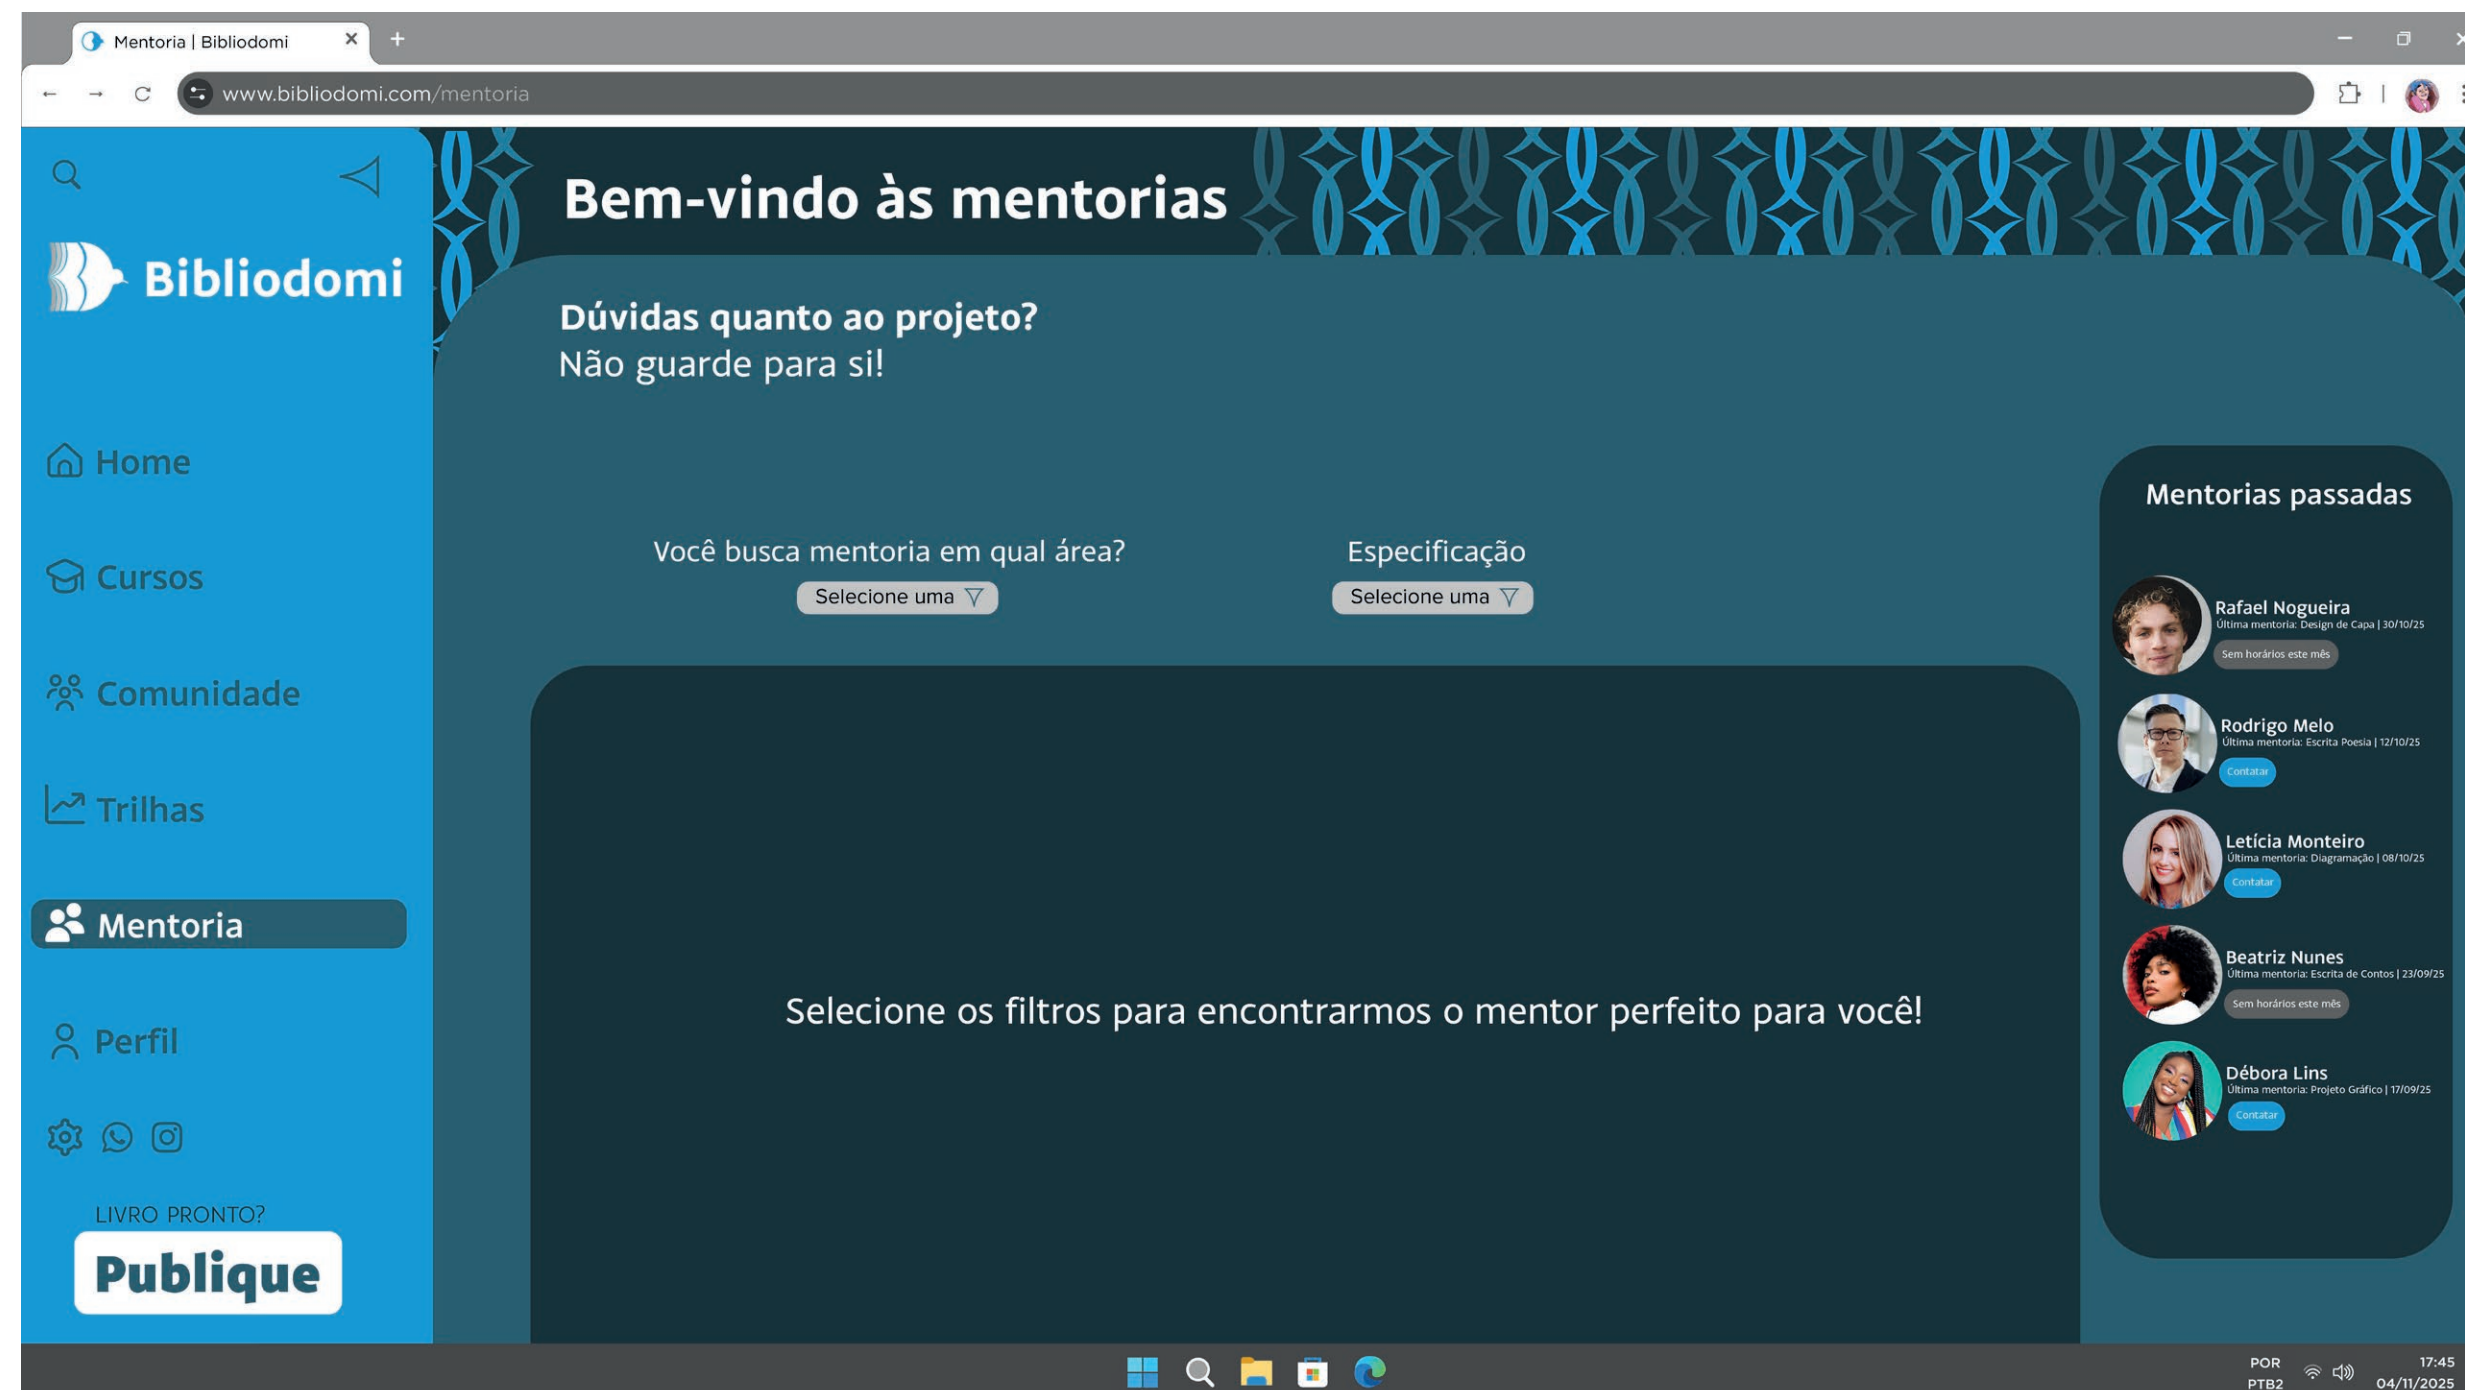 Mentoria | Bibliodomi
www.bibliodomi.com/mentoria
Bibliodomi
Home
Cursos
Comunidade
Trilhas
Mentoria
Perfil
LIVRO PRONTO?
Publique
Bem-vindo às mentorias
Dúvidas quanto ao projeto?
Não guarde para si!
Você busca mentoria em qual área?
Selecione uma
Especificação
Selecione uma
Selecione os filtros para encontrarmos o mentor perfeito para você!
Mentorias passadas
Rafael Nogueira
Última mentoria: Design de Capa | 30/10/25
Sem horários este mês
Rodrigo Melo
Última mentoria: Escrita Poesia | 12/10/25
Contatar
Letícia Monteiro
Última mentoria: Diagramação | 08/10/25
Contatar
Beatriz Nunes
Última mentoria: Escrita de Contos | 23/09/25
Sem horários este mês
Débora Lins
Última mentoria: Projeto Gráfico | 17/09/25
Contatar
POR
PTB2
17:45
04/11/2025